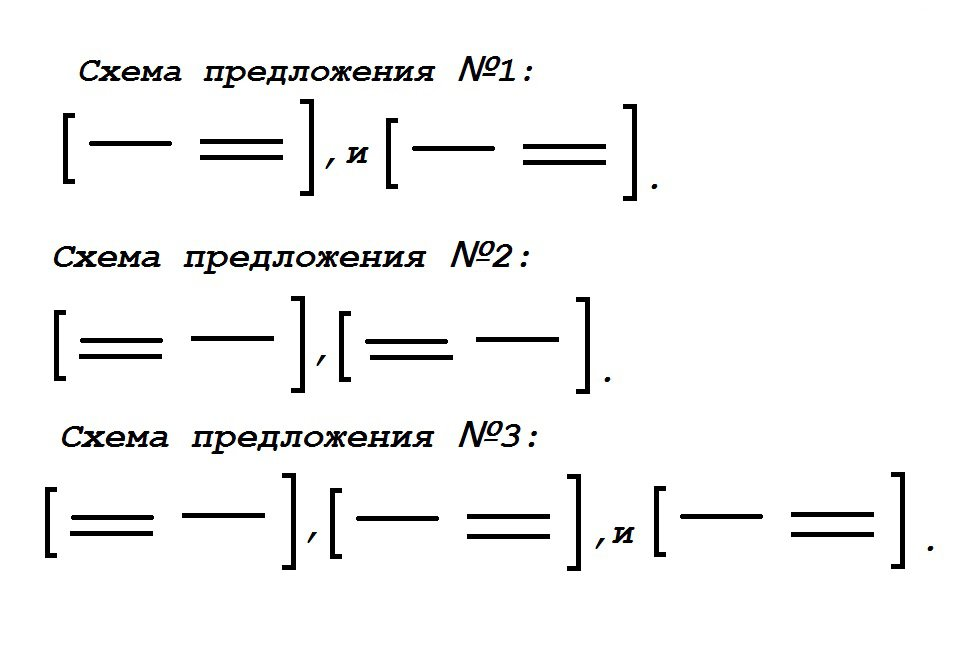 Схема предложения №1:
[ ] , и [ ] .
Схема предложения №2:
[ ] , [ ] .
Схема предложения №3:
[ ] , [ ] , и [ ] .